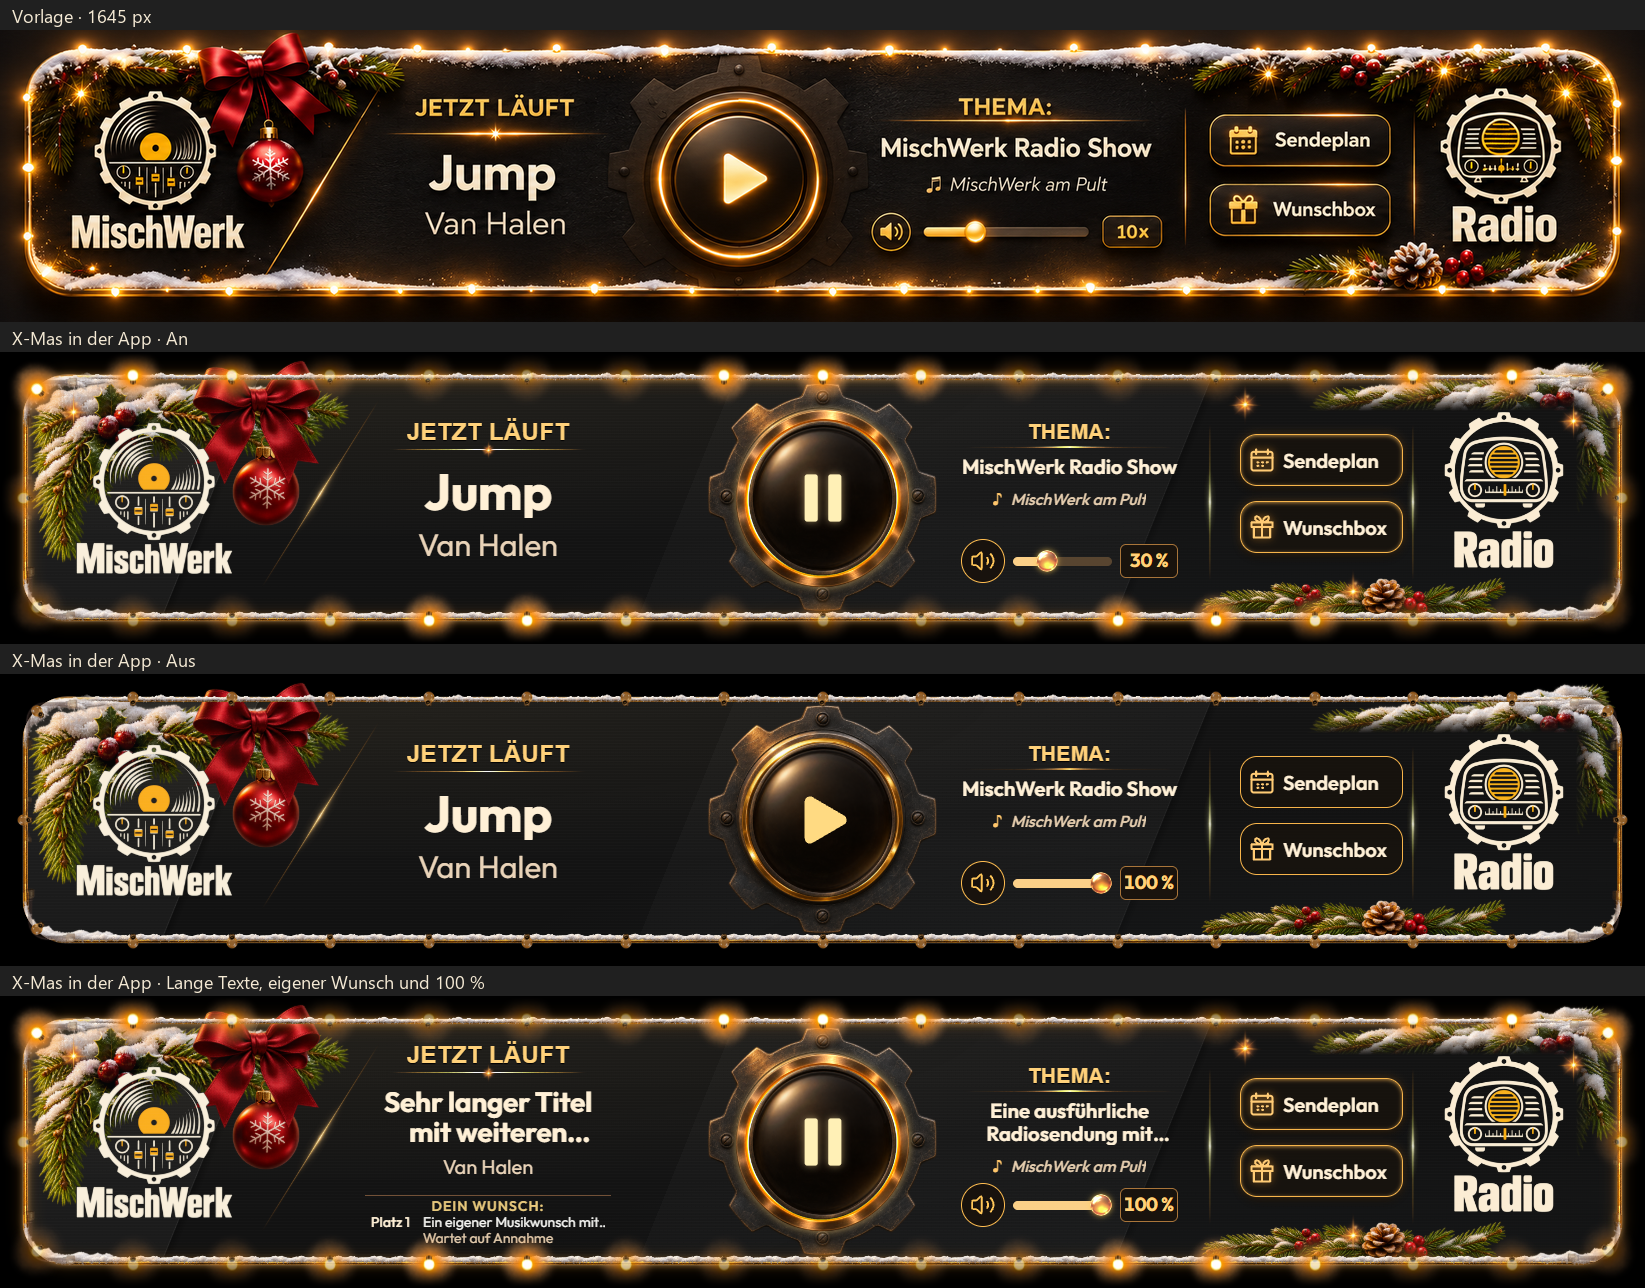 Vorlage · 1645 px
JETZT LÄUFT
Jump
Van Halen
MischWerk
THEMA:
MischWerk Radio Show
MischWerk am Pult
10x
Sendeplan
Wunschbox
Radio
X-Mas in der App · An
JETZT LÄUFT
Jump
Van Halen
MischWerk
THEMA:
MischWerk Radio Show
MischWerk am Pult
30 %
Sendeplan
Wunschbox
Radio
X-Mas in der App · Aus
JETZT LÄUFT
Jump
Van Halen
MischWerk
THEMA:
MischWerk Radio Show
MischWerk am Pult
100 %
Sendeplan
Wunschbox
Radio
X-Mas in der App · Lange Texte, eigener Wunsch und 100 %
JETZT LÄUFT
Sehr langer Titel
mit weiteren...
Van Halen
DEIN WUNSCH:
Platz 1 Ein eigener Musikwunsch mit..
Wartet auf Annahme
MischWerk
THEMA:
Eine ausführliche
Radiosendung mit...
MischWerk am Pult
100 %
Sendeplan
Wunschbox
Radio